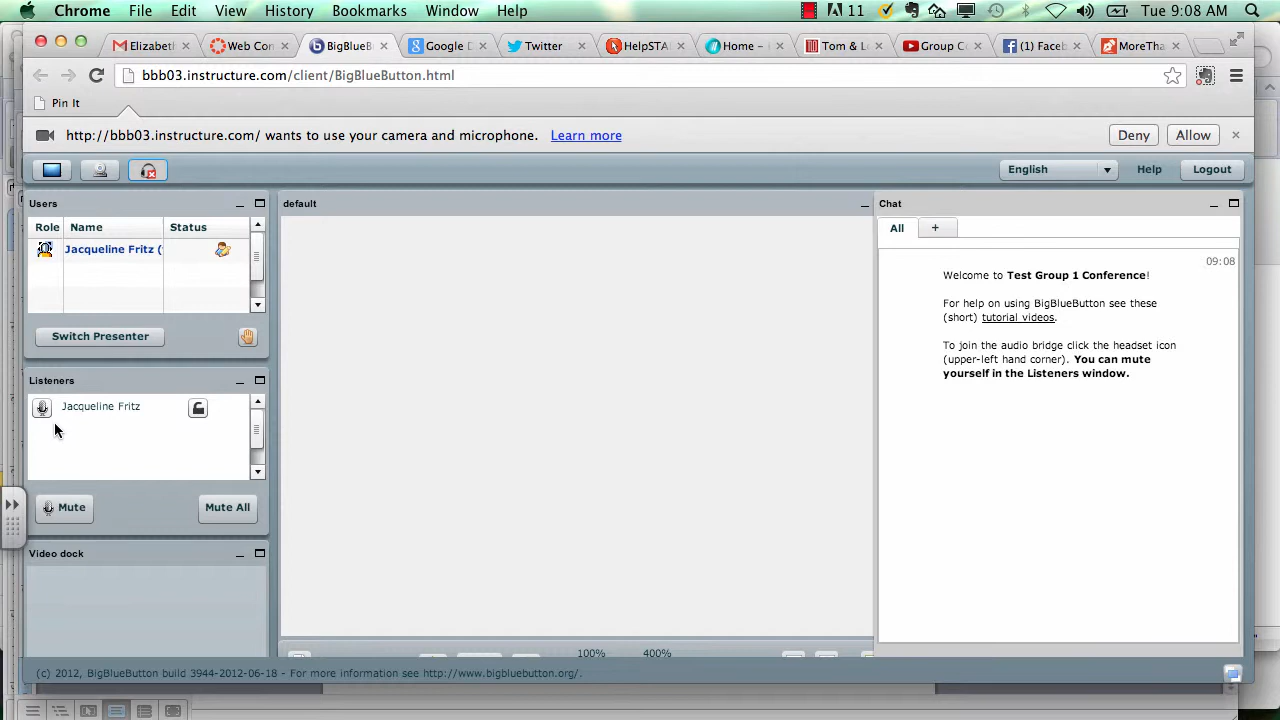 Chrome File Edit View History Bookmarks Window Help 11 Tue 9:08 AM
Elizabeth Web Con BigBlueB Google D Twitter HelpSTA Home – Tom & L Group C (1) Faceb MoreTha
bbb03.instructure.com/client/BigBlueButton.html
Pin It
http://bbb03.instructure.com/ wants to use your camera and microphone. Learn more Deny Allow
English Help Logout
Users
Role Name Status
Jacqueline Fritz (
Switch Presenter
Listeners
Jacqueline Fritz
Mute Mute All
Video dock
default
100% 400%
Chat
All +
09:08
Welcome to Test Group 1 Conference!
For help on using BigBlueButton see these
(short) tutorial videos.
To join the audio bridge click the headset icon
(upper-left hand corner). You can mute
yourself in the Listeners window.
(c) 2012, BigBlueButton build 3944-2012-06-18 - For more information see http://www.bigbluebutton.org/.